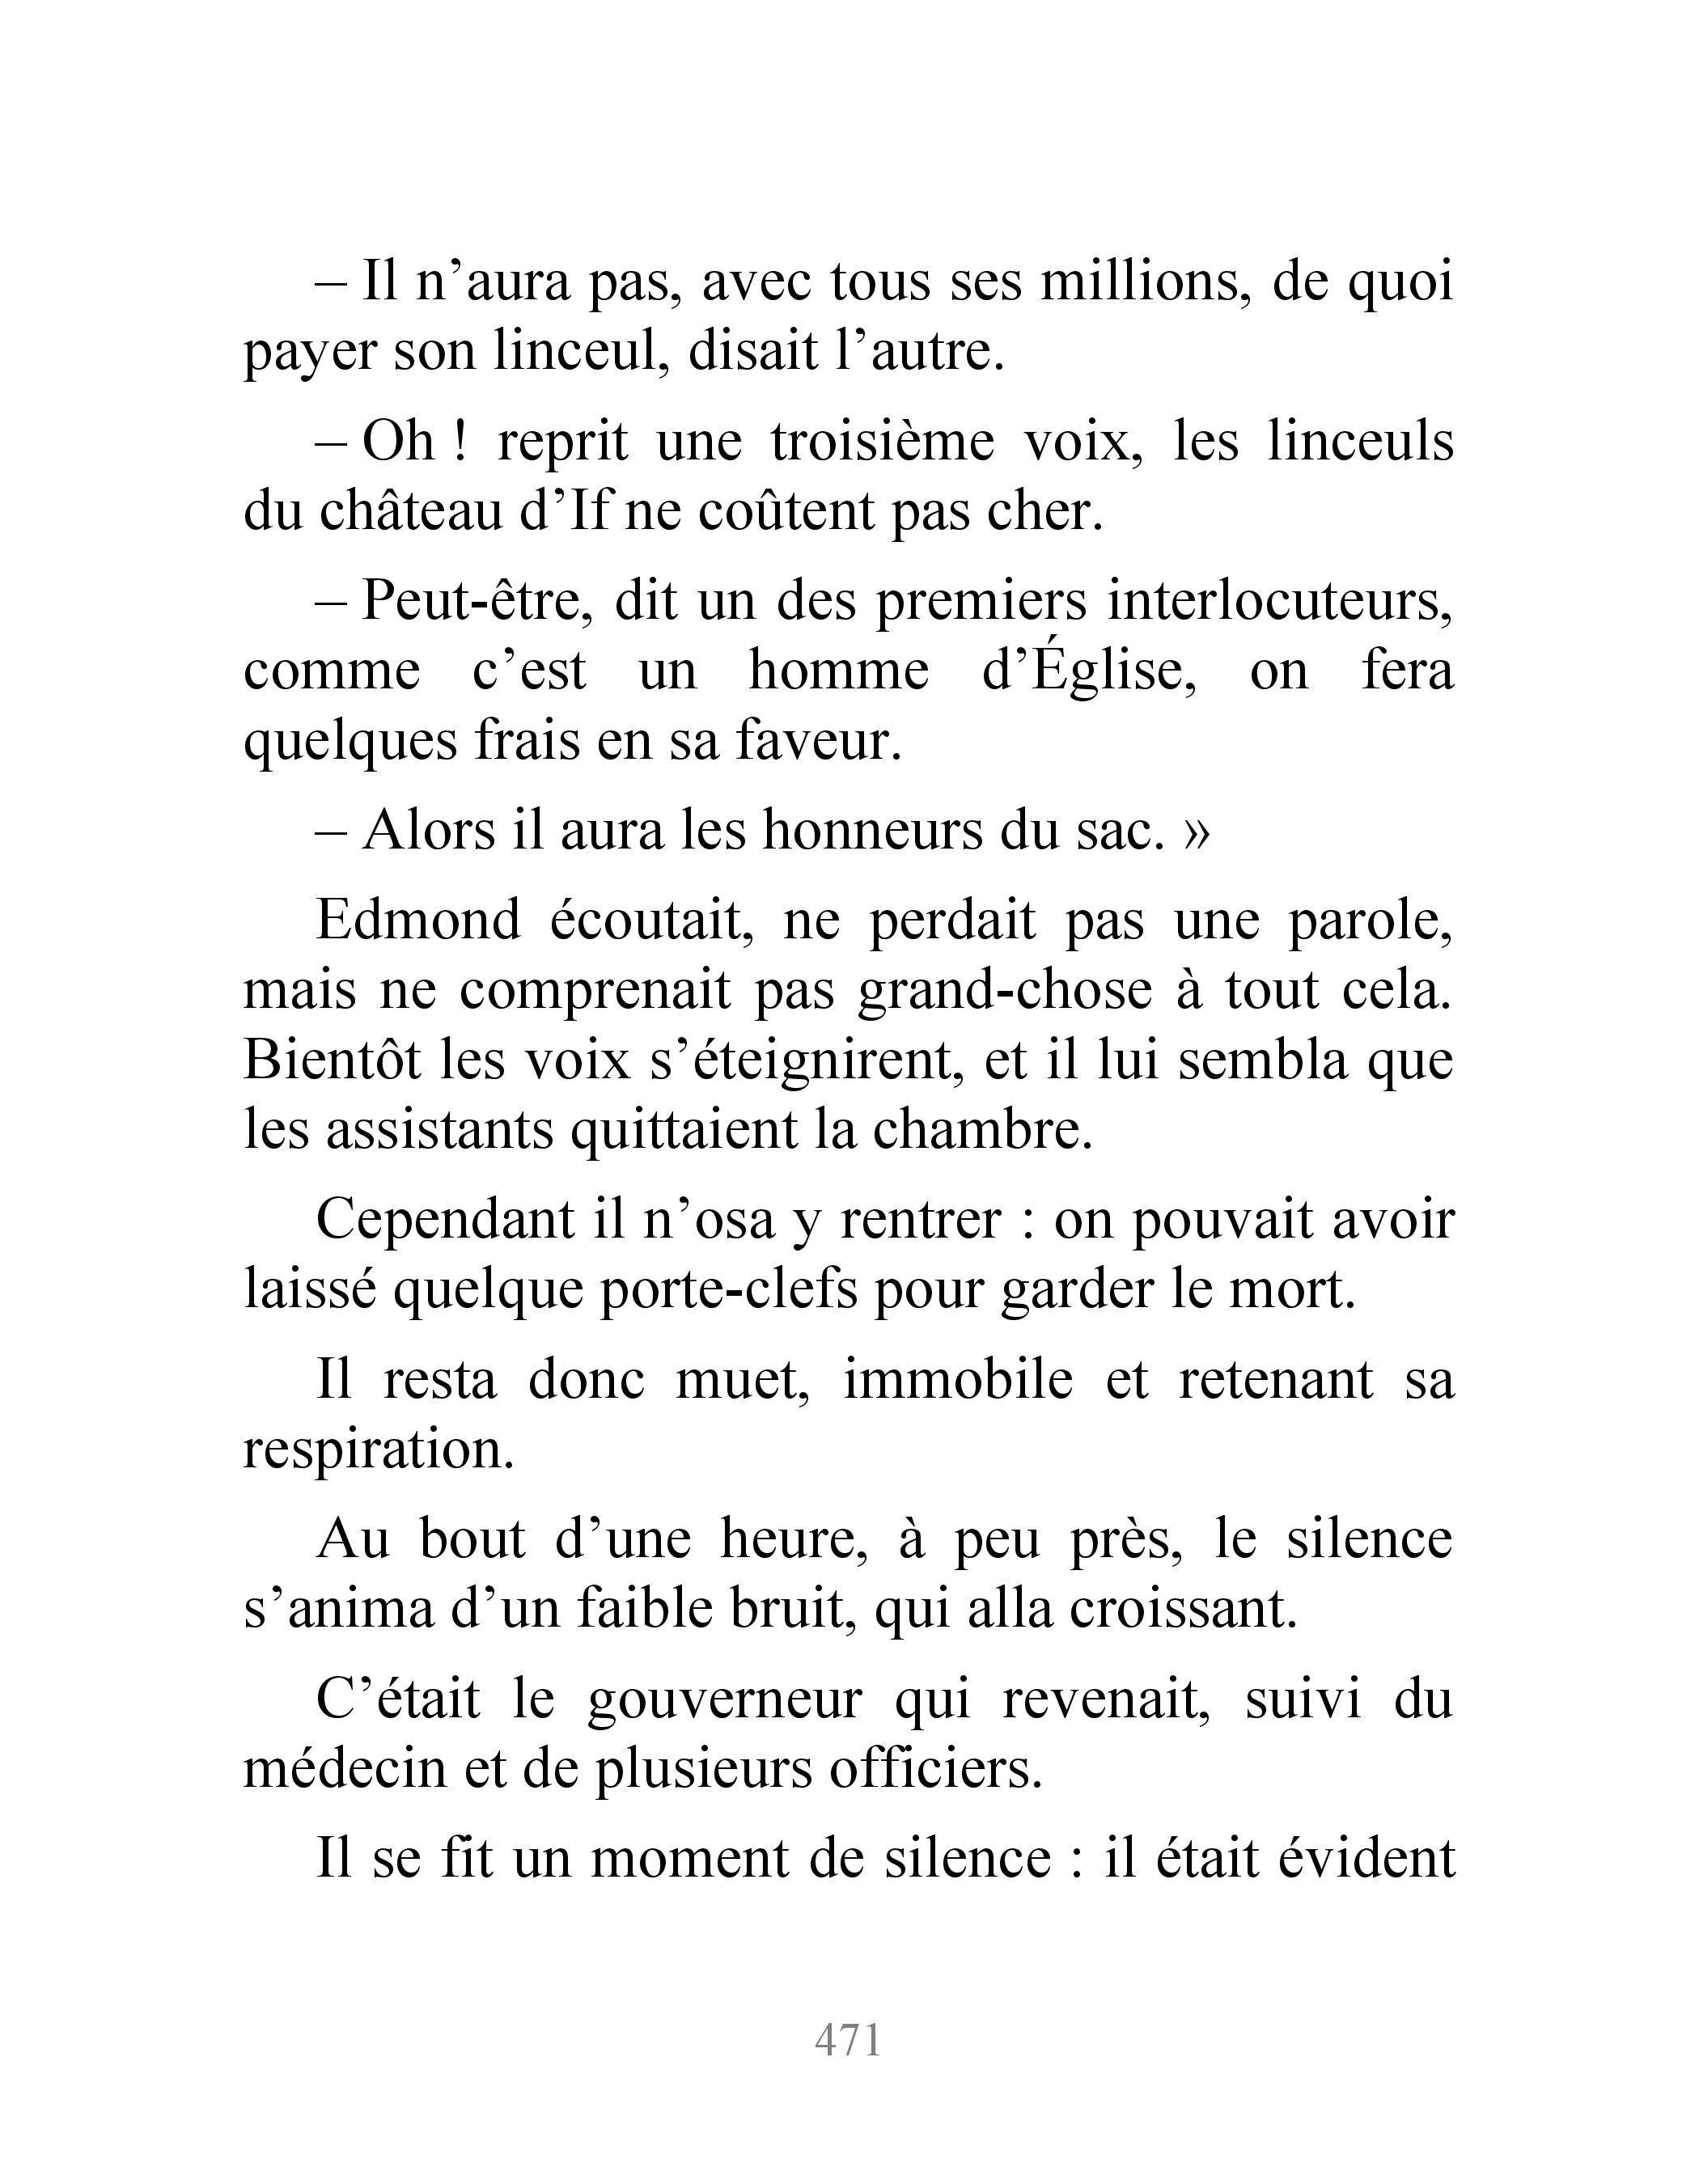 – Il n’aura pas, avec tous ses millions, de quoi
payer son linceul, disait l’autre.
– Oh ! reprit une troisième voix, les linceuls
du château d’If ne coûtent pas cher.
– Peut-être, dit un des premiers interlocuteurs,
comme c’est un homme d’Église, on fera
quelques frais en sa faveur.
– Alors il aura les honneurs du sac. »
Edmond écoutait, ne perdait pas une parole,
mais ne comprenait pas grand-chose à tout cela.
Bientôt les voix s’éteignirent, et il lui sembla que
les assistants quittaient la chambre.
Cependant il n’osa y rentrer : on pouvait avoir
laissé quelque porte-clefs pour garder le mort.
Il resta donc muet, immobile et retenant sa
respiration.
Au bout d’une heure, à peu près, le silence
s’anima d’un faible bruit, qui alla croissant.
C’était le gouverneur qui revenait, suivi du
médecin et de plusieurs officiers.
Il se fit un moment de silence : il était évident
471